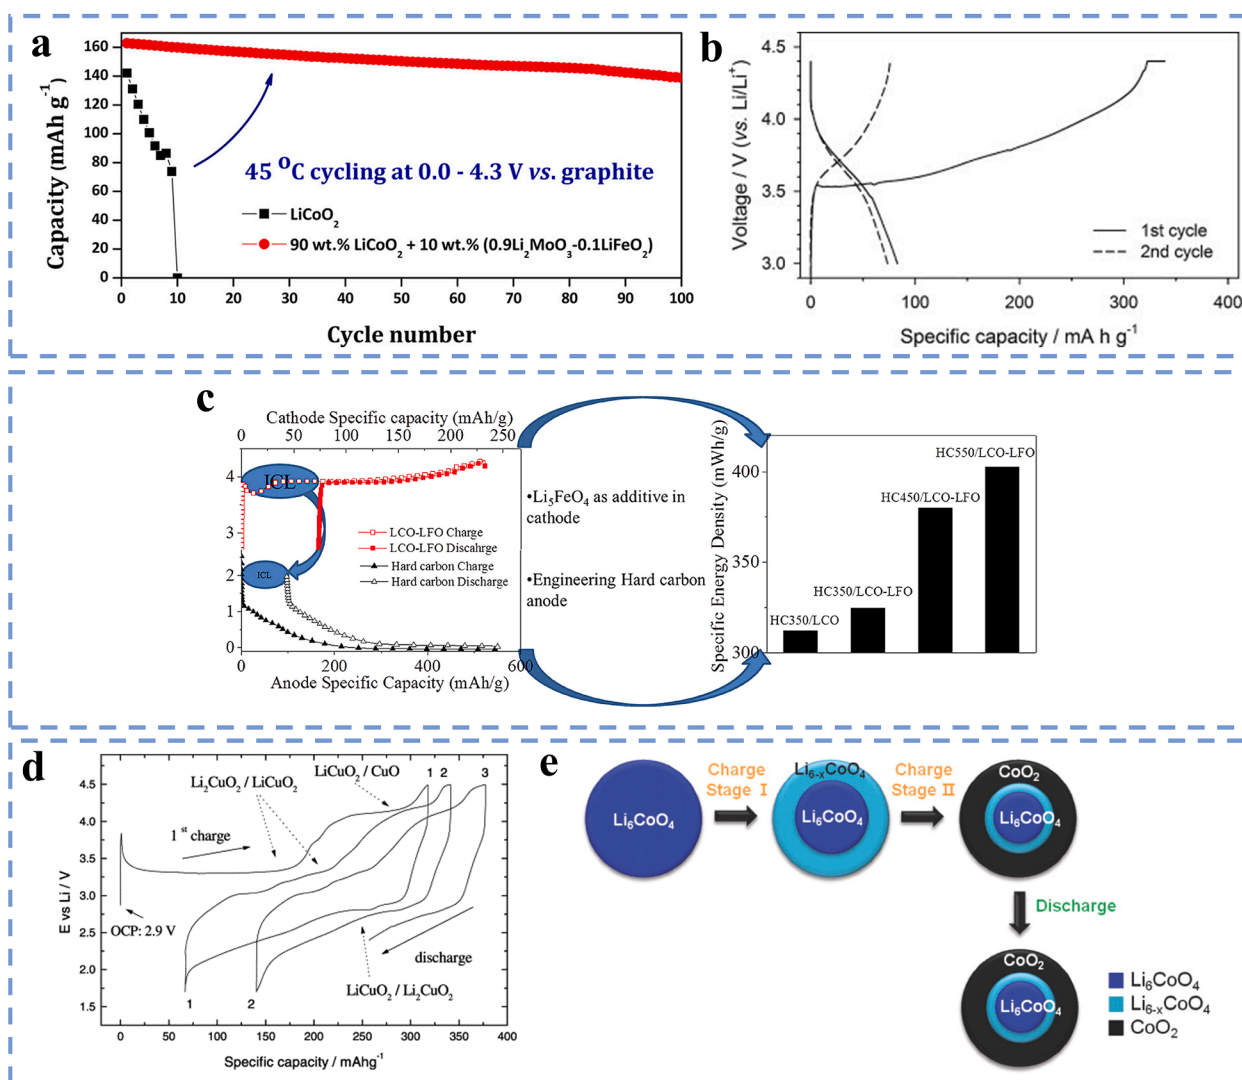 a
160
140
120
100
80
60
40
20
0
Capacity (mAh g⁻¹)
45 ⁰C cycling at 0.0 - 4.3 V vs. graphite
LiCoO₂
90 wt.% LiCoO₂ + 10 wt.% (0.9Li₂MoO₃-0.1LiFeO₂)
0 10 20 30 40 50 60 70 80 90 100
Cycle number
b
4.5
4.0
3.5
3.0
Voltage / V (vs. Li/Li⁺)
1st cycle
2nd cycle
0 100 200 300 400
Specific capacity / mA h g⁻¹
c
Cathode Specific capacity (mAh/g)
0 50 100 150 200 250
4
3
2
1
0
ICL
ICL
LCO-LFO Charge
LCO-LFO Discahrge
Hard carbon Charge
Hard carbon Discharge
0 200 400 600
Anode Specific Capacity (mAh/g)
•Li₅FeO₄ as additive in
cathode
•Engineering Hard carbon
anode
Specific Energy Density (mWh/g)
400
350
300
HC350/LCO
HC350/LCO-LFO
HC450/LCO-LFO
HC550/LCO-LFO
d
4.5
4.0
3.5
3.0
2.5
2.0
1.5
E vs Li / V
Li₂CuO₂ / LiCuO₂
LiCuO₂ / CuO
1 2 3
1 st charge
OCP: 2.9 V
discharge
LiCuO₂ / Li₂CuO₂
1 2
0 50 100 150 200 250 300 350 400
Specific capacity / mAhg⁻¹
e
Li₆CoO₄
Charge
Stage I
Li₆₋ₓCoO₄
Li₆CoO₄
Charge
Stage II
CoO₂
Li₆CoO₄
Discharge
CoO₂
Li₆CoO₄
Li₆CoO₄
Li₆₋ₓCoO₄
CoO₂